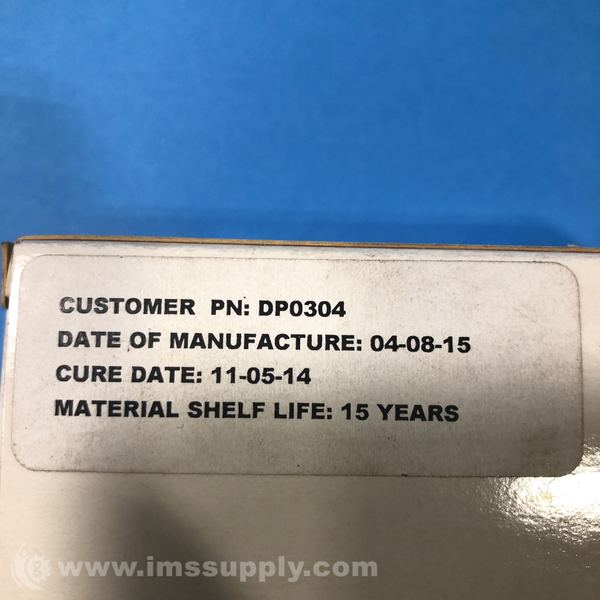 CUSTOMER PN: DP0304
DATE OF MANUFACTURE: 04-08-15
CURE DATE: 11-05-14
MATERIAL SHELF LIFE: 15 YEARS
www.imssupply.com